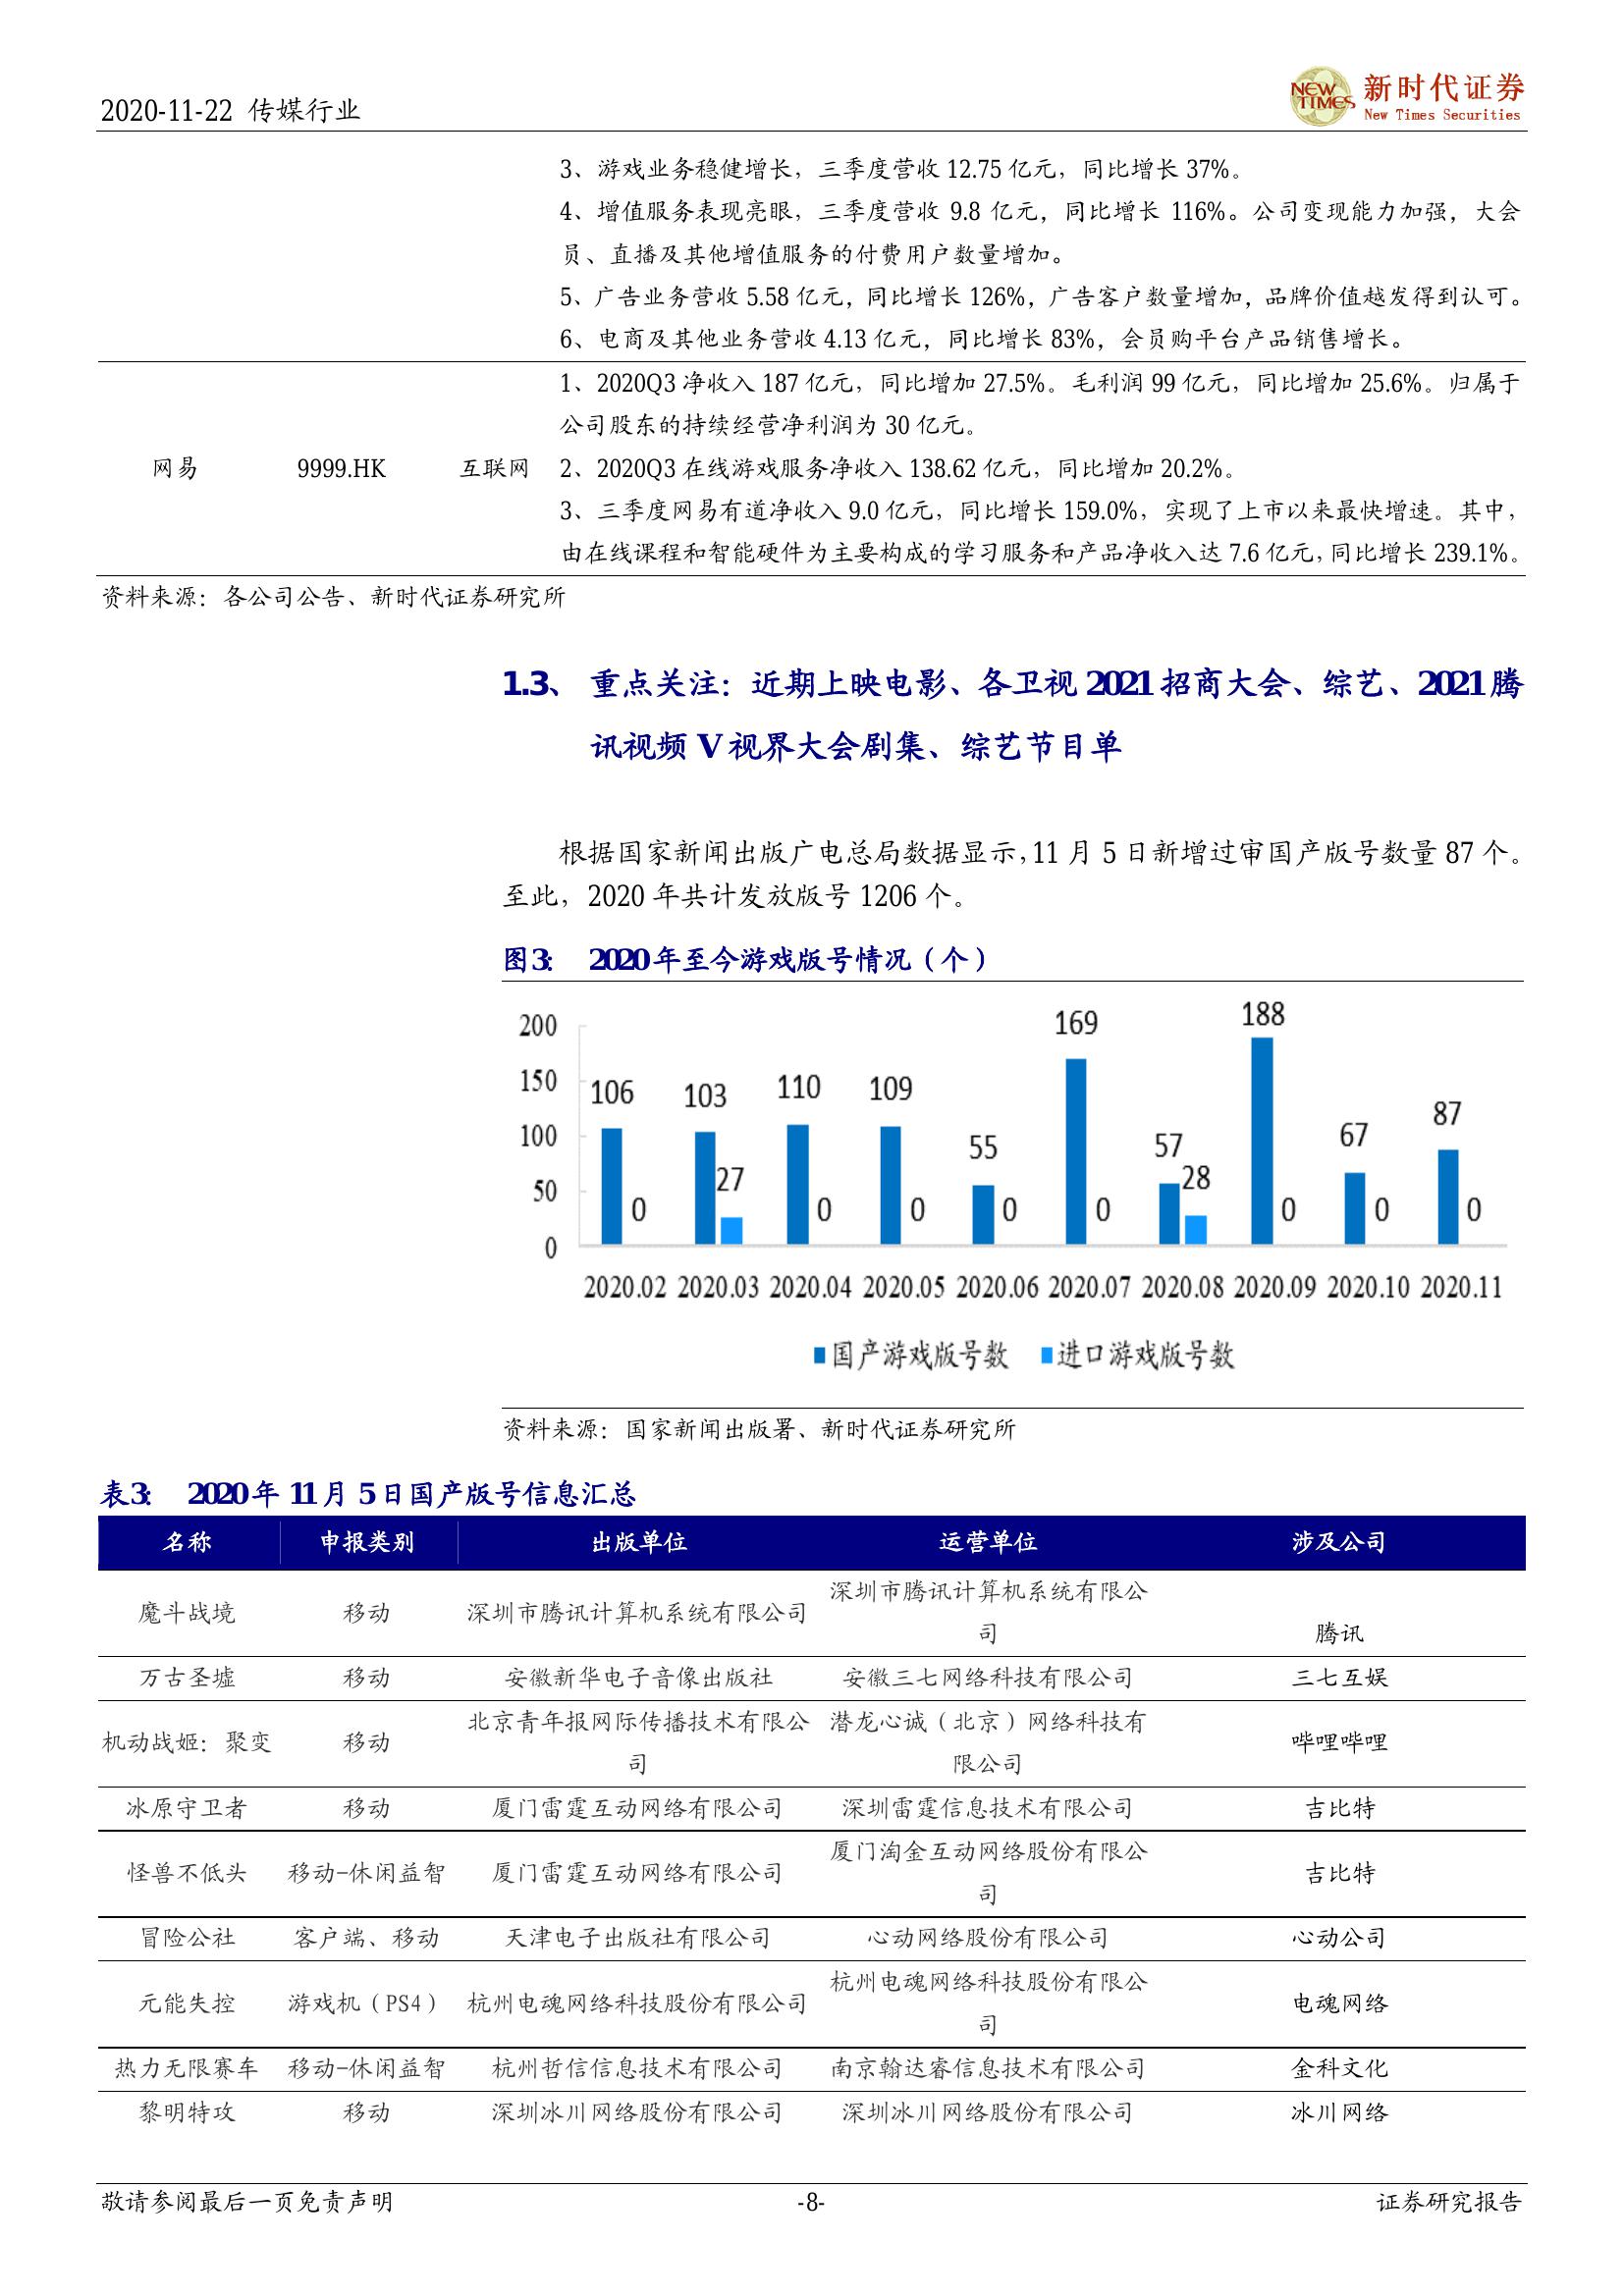 2020-11-22 传媒行业
NEW TIMES 新时代证券
New Times Securities
3、游戏业务稳健增长，三季度营收 12.75 亿元，同比增长 37%。
4、增值服务表现亮眼，三季度营收 9.8 亿元，同比增长 116%。公司变现能力加强，大会
员、直播及其他增值服务的付费用户数量增加。
5、广告业务营收 5.58 亿元，同比增长 126%，广告客户数量增加，品牌价值越发得到认可。
6、电商及其他业务营收 4.13 亿元，同比增长 83%，会员购平台产品销售增长。
1、2020Q3 净收入 187 亿元，同比增加 27.5%。毛利润 99 亿元，同比增加 25.6%。归属于
公司股东的持续经营净利润为 30 亿元。
网易 9999.HK 互联网 2、2020Q3 在线游戏服务净收入 138.62 亿元，同比增加 20.2%。
3、三季度网易有道净收入 9.0 亿元，同比增长 159.0%，实现了上市以来最快增速。其中，
由在线课程和智能硬件为主要构成的学习服务和产品净收入达 7.6 亿元，同比增长 239.1%。
资料来源：各公司公告、新时代证券研究所
1.3、 重点关注：近期上映电影、各卫视 2021 招商大会、综艺、2021 腾
讯视频 V 视界大会剧集、综艺节目单
根据国家新闻出版广电总局数据显示，11 月 5 日新增过审国产版号数量 87 个。
至此，2020 年共计发放版号 1206 个。
图3： 2020 年至今游戏版号情况（个）
200
150
100
50
0
106 0
103 27
110 0
109 0
55 0
169 0
57 28
188 0
67 0
87 0
2020.02 2020.03 2020.04 2020.05 2020.06 2020.07 2020.08 2020.09 2020.10 2020.11
国产游戏版号数 进口游戏版号数
资料来源：国家新闻出版署、新时代证券研究所
表3： 2020 年 11 月 5 日国产版号信息汇总
名称 申报类别 出版单位 运营单位 涉及公司
魔斗战境 移动 深圳市腾讯计算机系统有限公司 深圳市腾讯计算机系统有限公
司 腾讯
万古圣墟 移动 安徽新华电子音像出版社 安徽三七网络科技有限公司 三七互娱
机动战姬：聚变 移动 北京青年报网际传播技术有限公 潜龙心诚（北京）网络科技有 哔哩哔哩
司 限公司
冰原守卫者 移动 厦门雷霆互动网络有限公司 深圳雷霆信息技术有限公司 吉比特
怪兽不低头 移动-休闲益智 厦门雷霆互动网络有限公司 厦门淘金互动网络股份有限公 吉比特
司
冒险公社 客户端、移动 天津电子出版社有限公司 心动网络股份有限公司 心动公司
元能失控 游戏机（PS4） 杭州电魂网络科技股份有限公司 杭州电魂网络科技股份有限公 电魂网络
司
热力无限赛车 移动-休闲益智 杭州哲信信息技术有限公司 南京翰达睿信息技术有限公司 金科文化
黎明特攻 移动 深圳冰川网络股份有限公司 深圳冰川网络股份有限公司 冰川网络
敬请参阅最后一页免责声明 -8- 证券研究报告